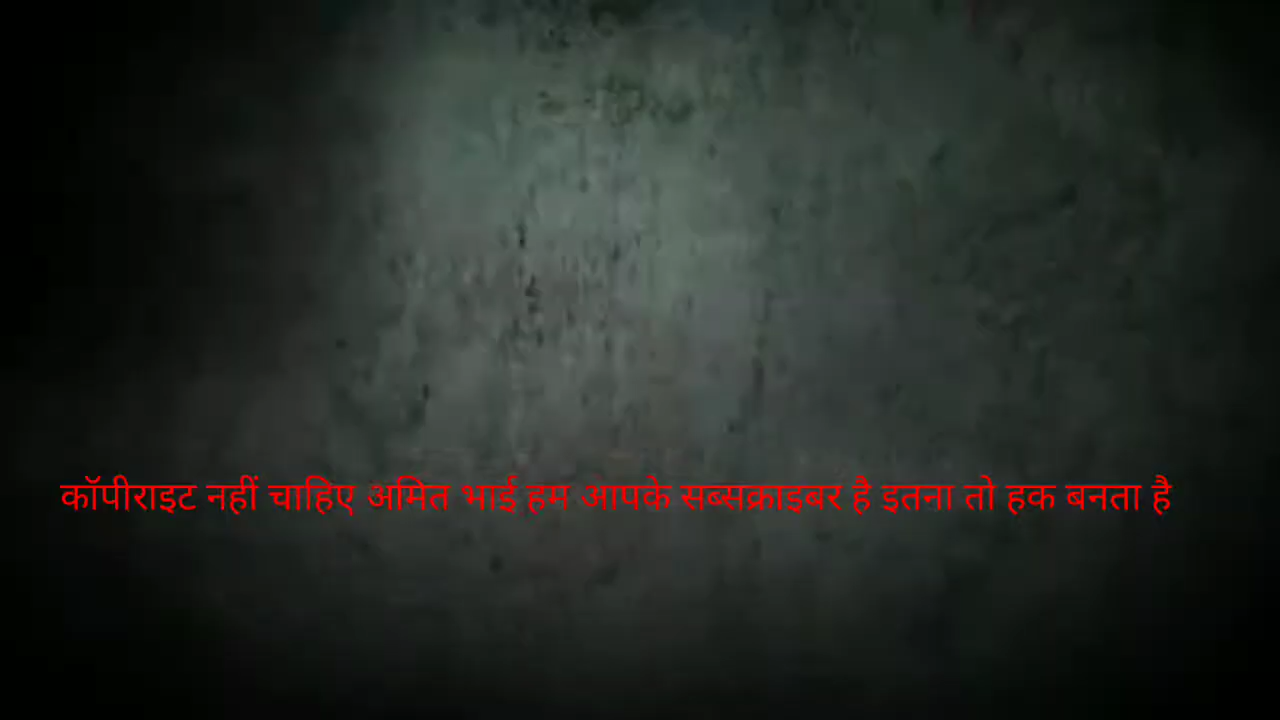 कॉपीराइट नहीं चाहिए अमित भाई हम आपके सब्सक्राइबर है इतना तो हक बनता है